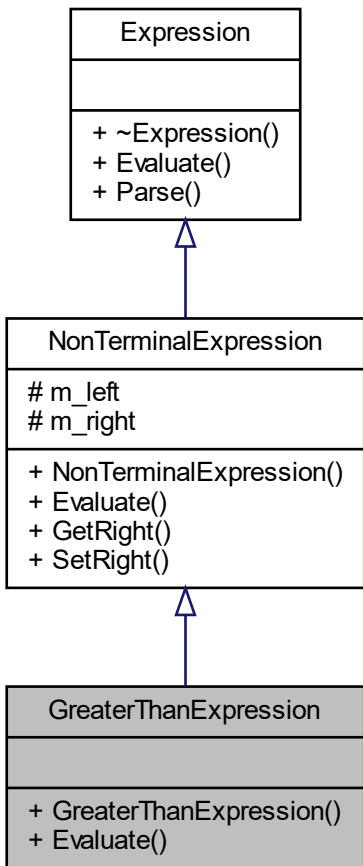 Expression
+ ~Expression()
+ Evaluate()
+ Parse()
NonTerminalExpression
# m_left
# m_right
+ NonTerminalExpression()
+ Evaluate()
+ GetRight()
+ SetRight()
GreaterThanExpression
+ GreaterThanExpression()
+ Evaluate()